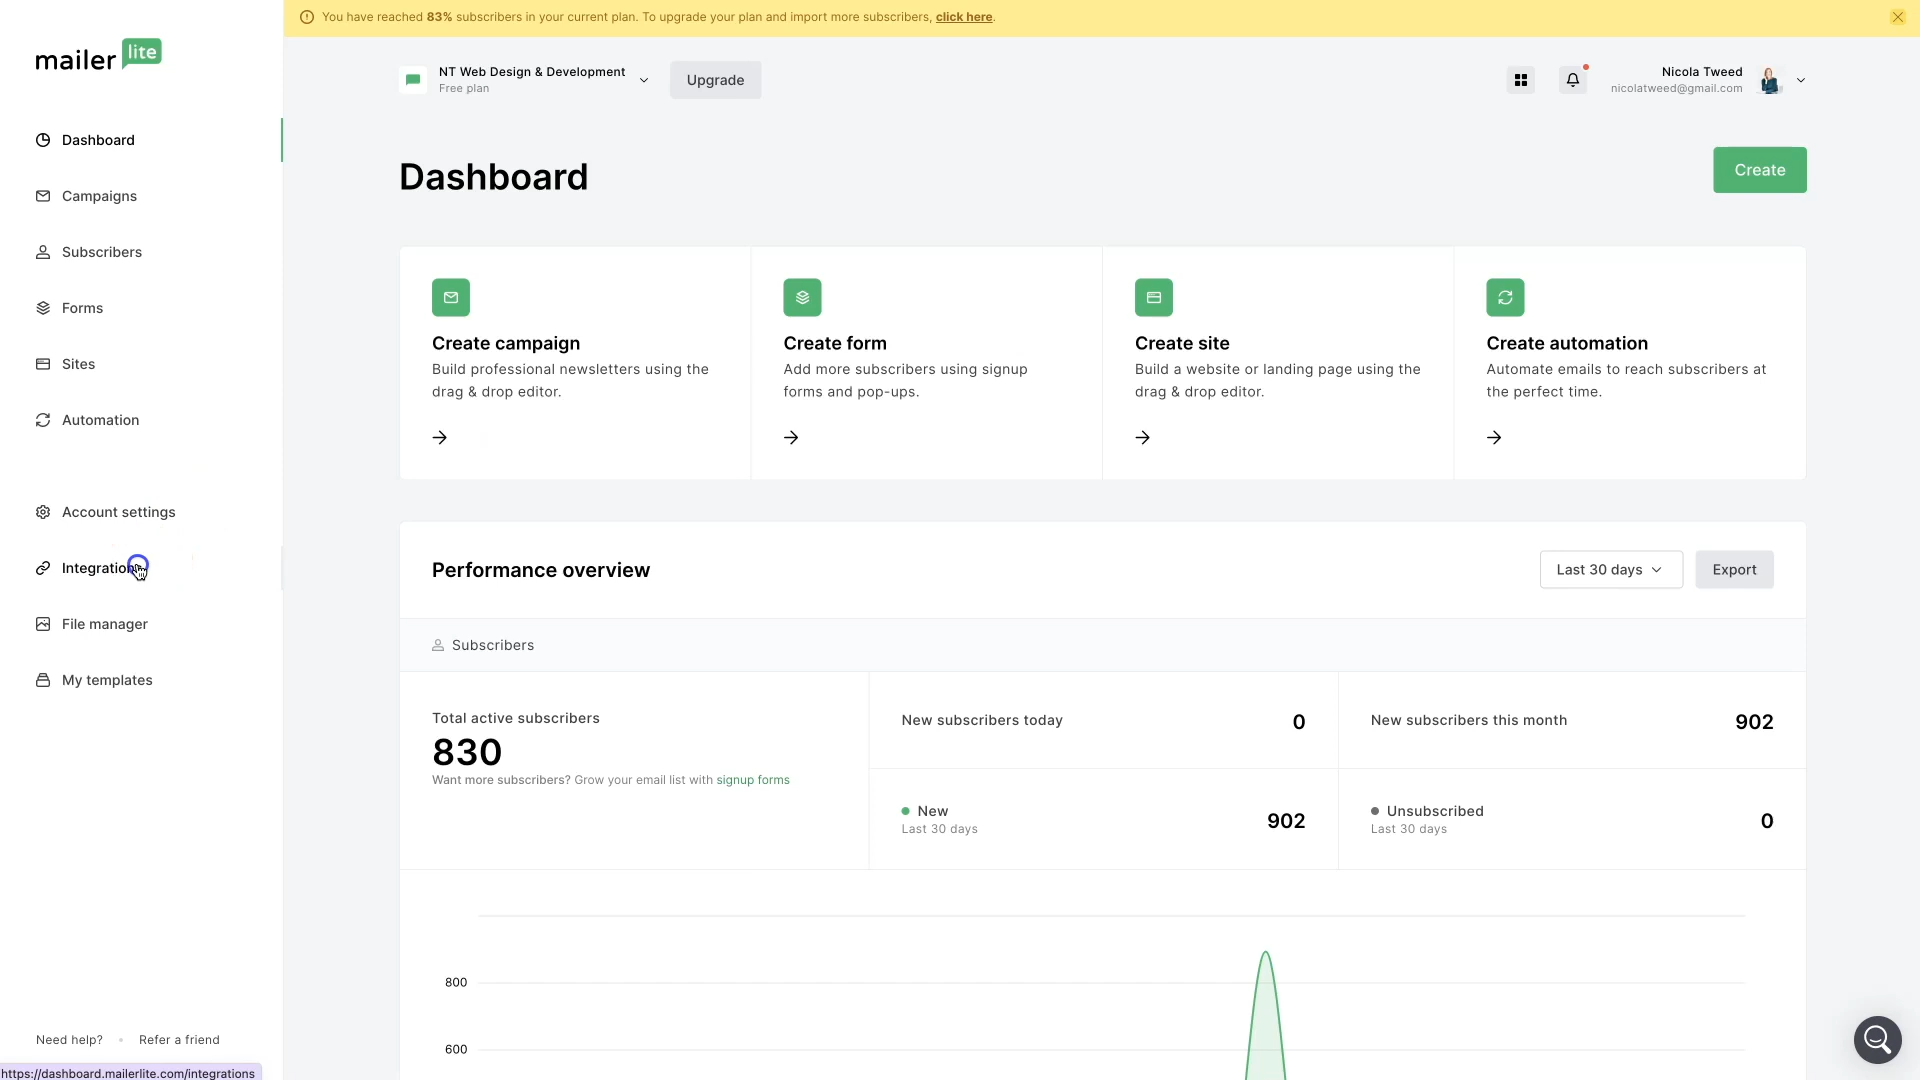 You have reached 83% subscribers in your current plan. To upgrade your plan and import more subscribers, click here.
mailer lite
NT Web Design & Development
Free plan
Upgrade
Nicola Tweed
nicolatweed@gmail.com
Dashboard
Campaigns
Subscribers
Forms
Sites
Automation
Account settings
Integration
File manager
My templates
Need help?
Refer a friend
https://dashboard.mailerlite.com/integrations
Dashboard
Create
Create campaign
Build professional newsletters using the
drag & drop editor.
Create form
Add more subscribers using signup
forms and pop-ups.
Create site
Build a website or landing page using the
drag & drop editor.
Create automation
Automate emails to reach subscribers at
the perfect time.
Performance overview
Last 30 days
Export
Subscribers
Total active subscribers
830
Want more subscribers? Grow your email list with signup forms
New subscribers today
0
New subscribers this month
902
New
Last 30 days
902
Unsubscribed
Last 30 days
0
800
600